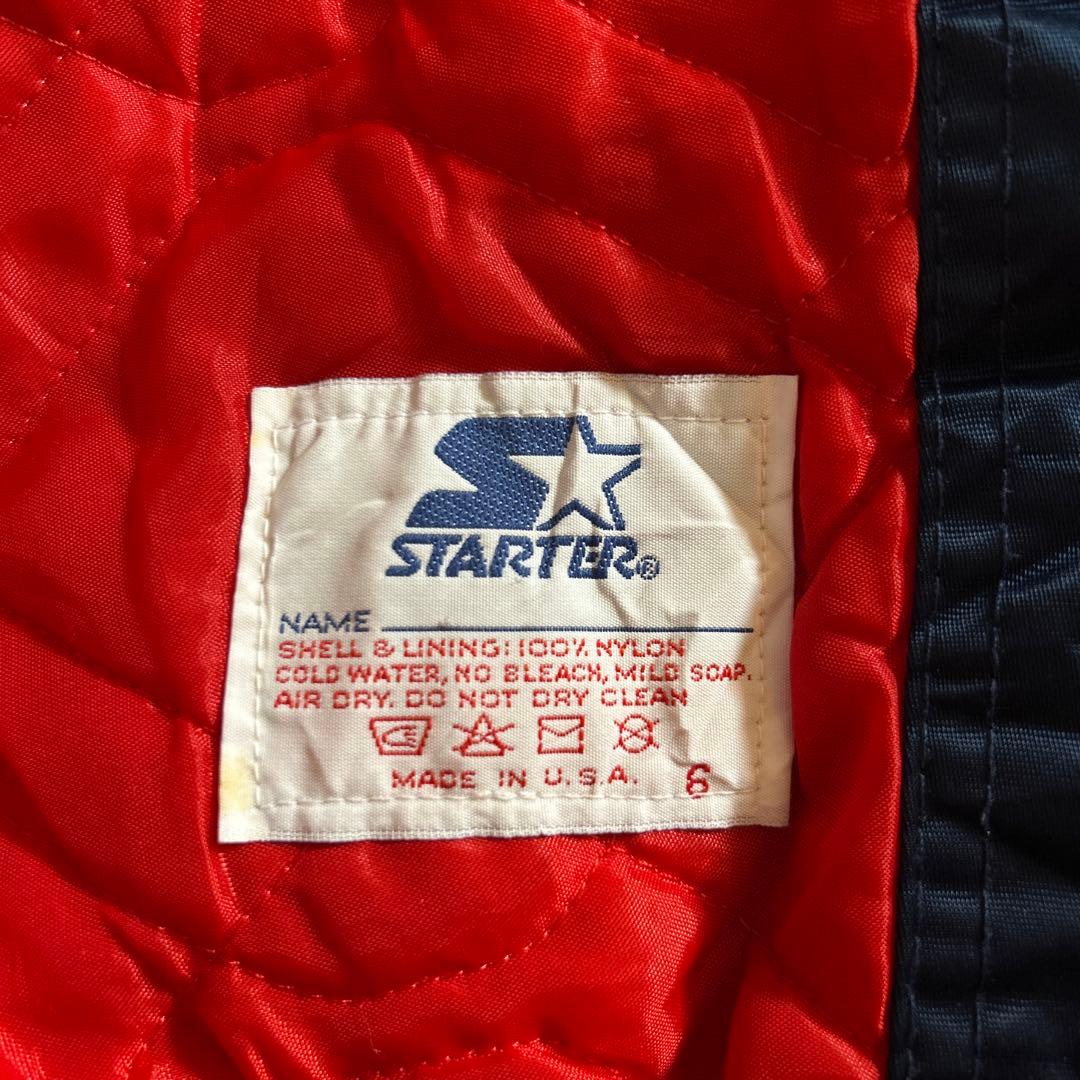 STARTER®
NAME
SHELL & LINING: 100% NYLON
COLD WATER, NO BLEACH, MILD SOAP.
AIR DRY. DO NOT DRY CLEAN
MADE IN U.S.A. 6